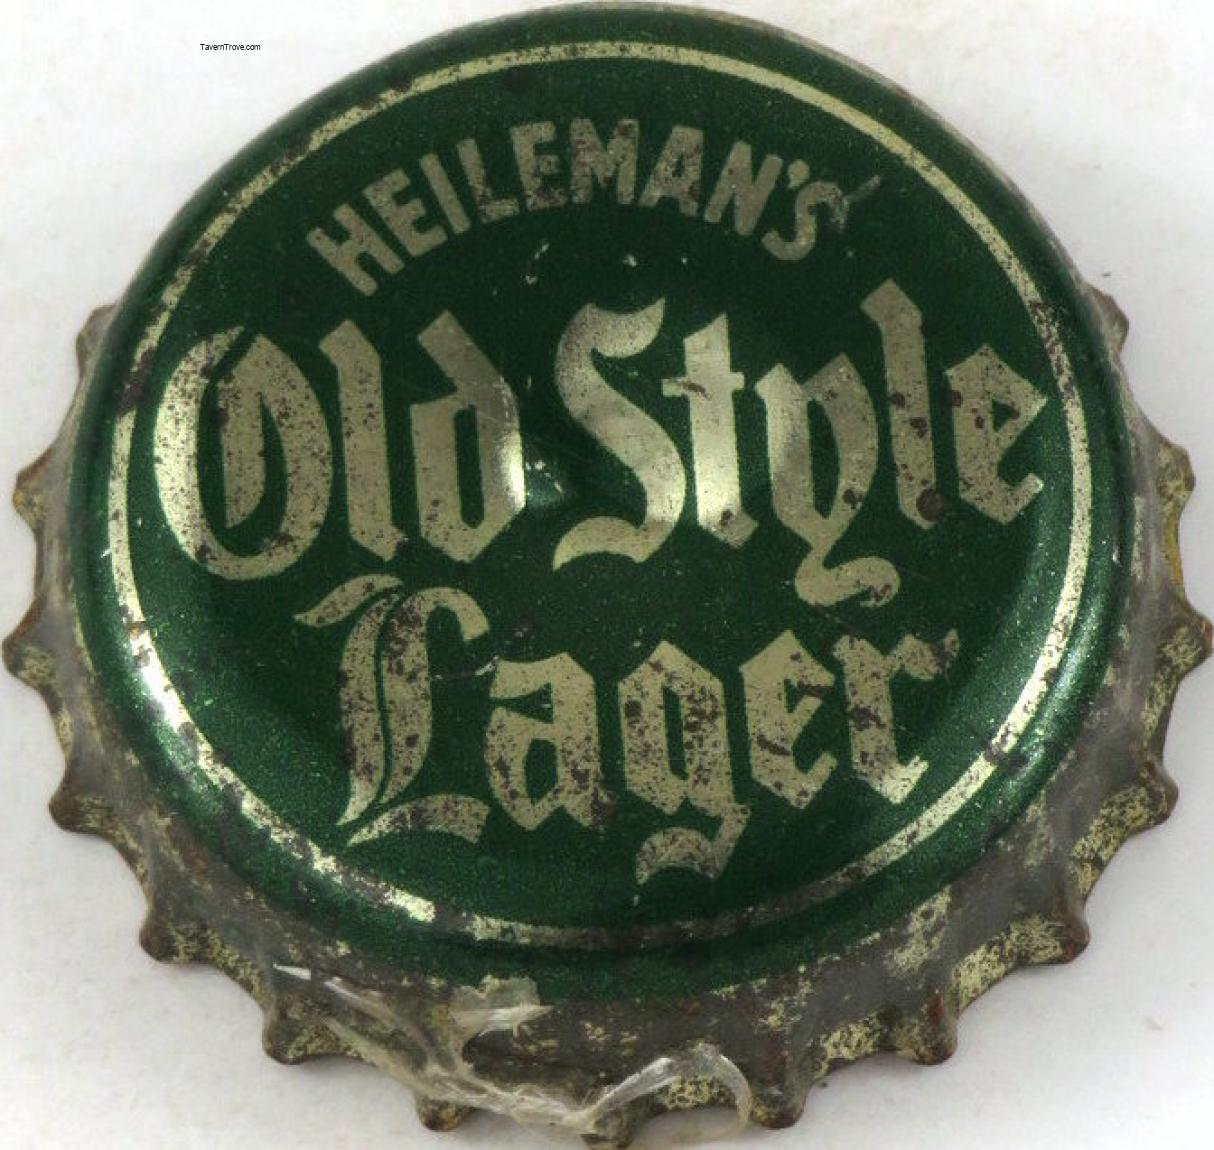 TavernTrove.com
HEILEMAN'S
Old Style
Lager